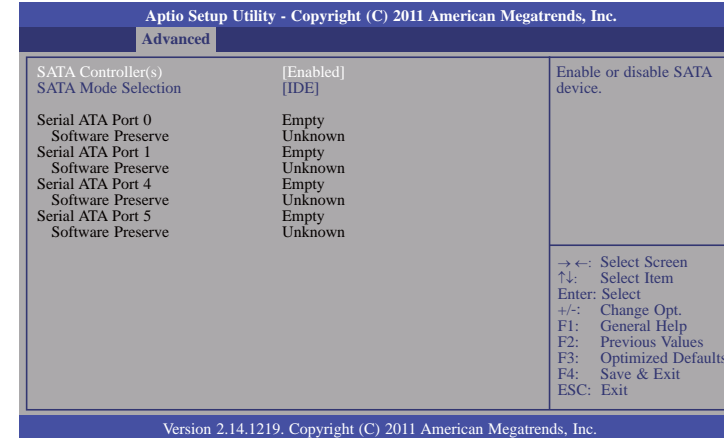 Aptio Setup Utility - Copyright (C) 2011 American Megatrends, Inc.
Advanced
SATA Controller(s) [Enabled]
SATA Mode Selection [IDE]
Serial ATA Port 0 Empty
Software Preserve Unknown
Serial ATA Port 1 Empty
Software Preserve Unknown
Serial ATA Port 4 Empty
Software Preserve Unknown
Serial ATA Port 5 Empty
Software Preserve Unknown
Enable or disable SATA
device.
→←: Select Screen
↑↓: Select Item
Enter: Select
+/-: Change Opt.
F1: General Help
F2: Previous Values
F3: Optimized Defaults
F4: Save & Exit
ESC: Exit
Version 2.14.1219. Copyright (C) 2011 American Megatrends, Inc.